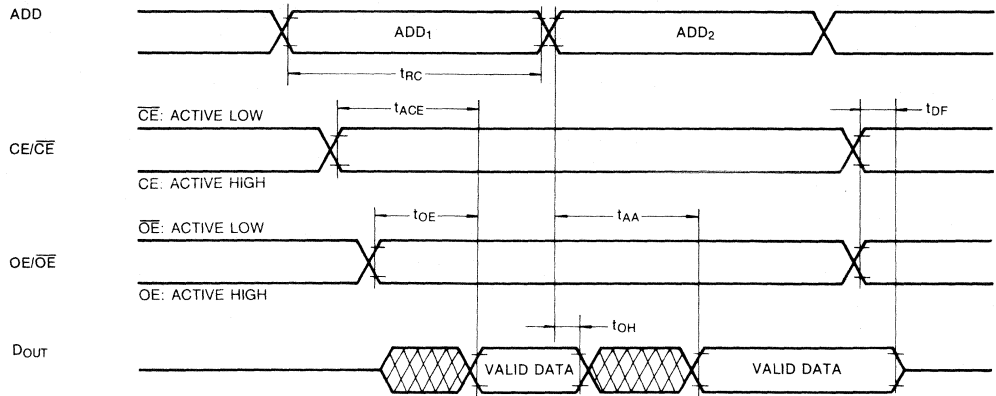 ADD
ADD1
ADD2
tRC
tACE
tDF
CE: ACTIVE LOW
CE/CE
CE: ACTIVE HIGH
tOE
tAA
OE: ACTIVE LOW
OE/OE
OE: ACTIVE HIGH
tOH
DOUT
VALID DATA
VALID DATA